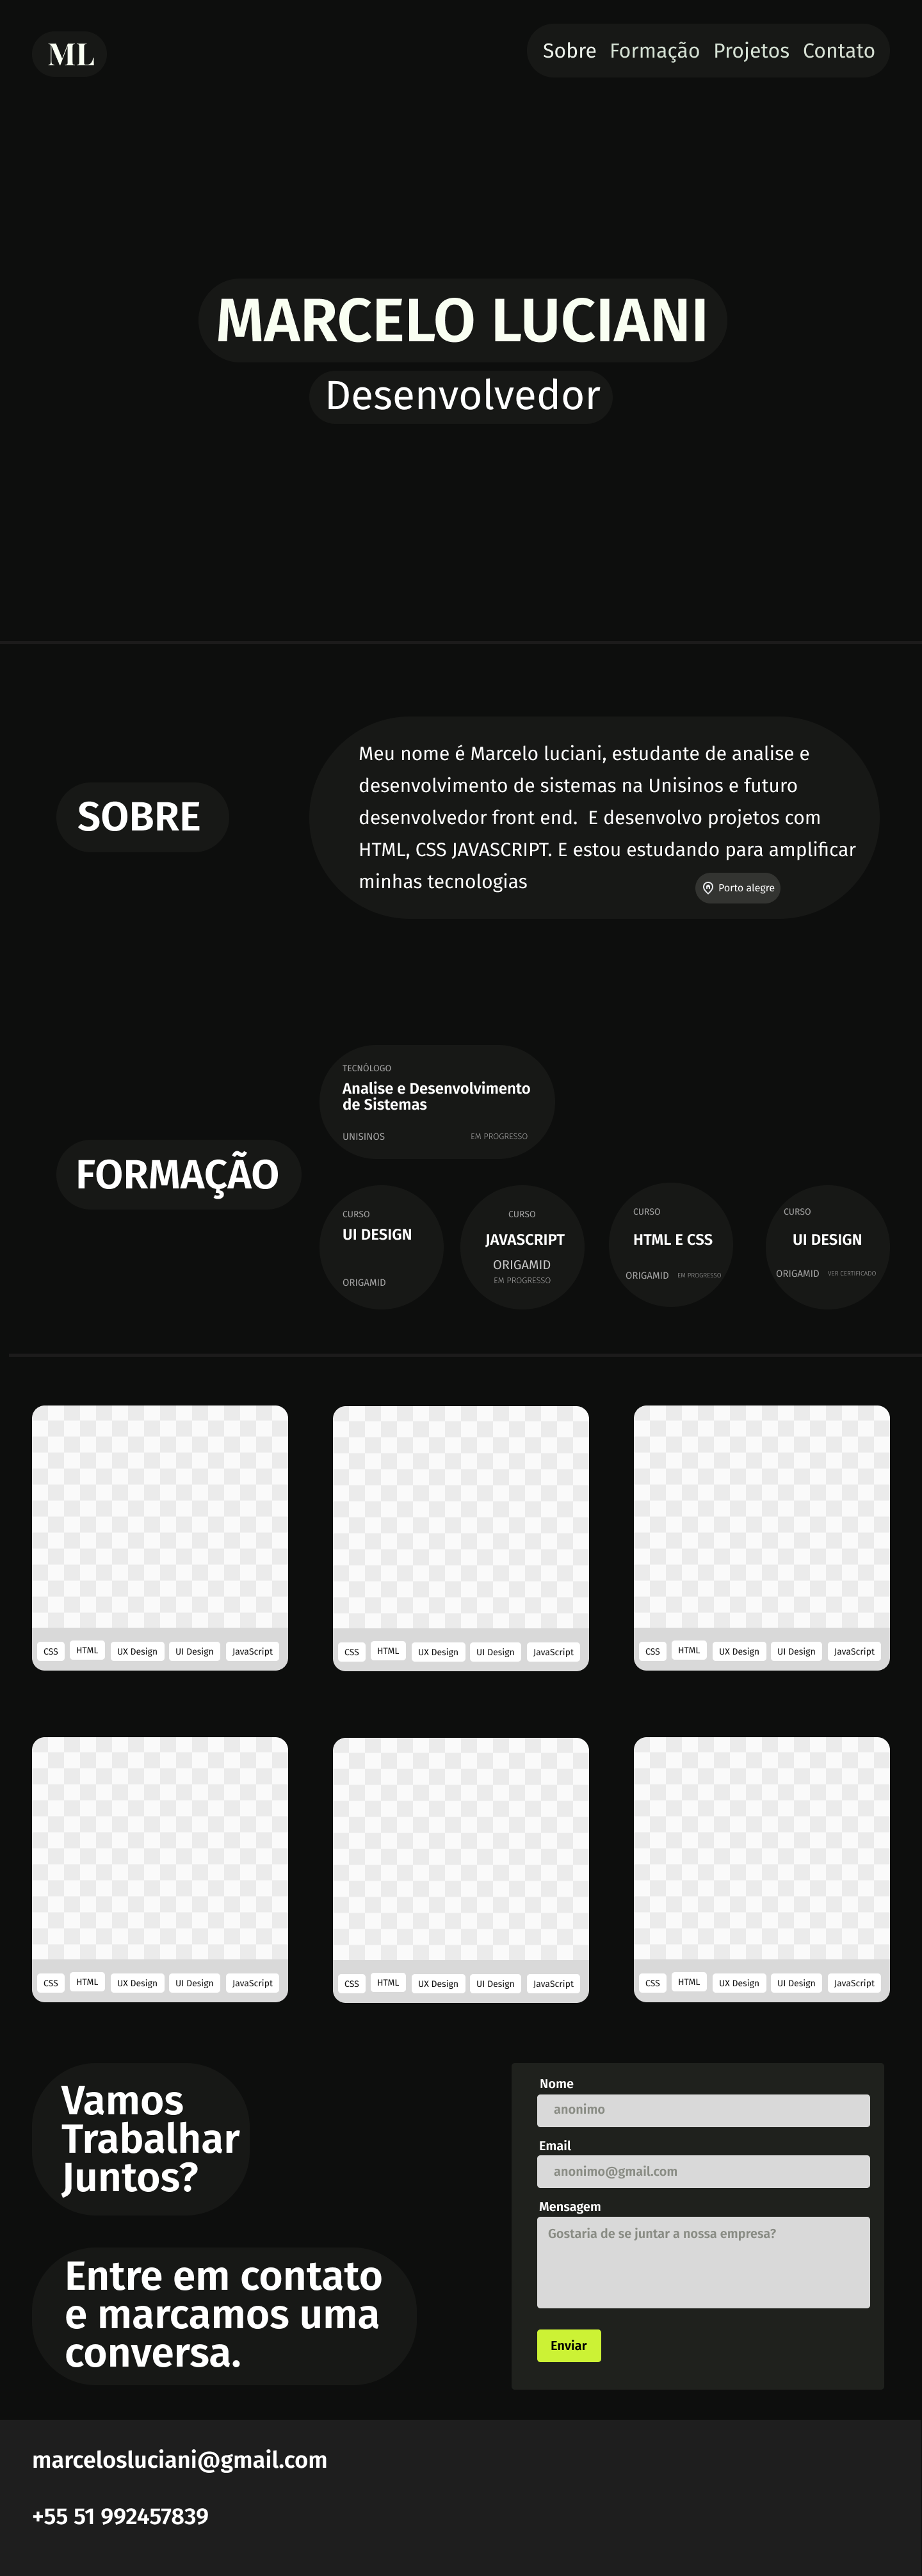 ML
Sobre Formação Projetos Contato
MARCELO LUCIANI
Desenvolvedor
SOBRE
Meu nome é Marcelo luciani, estudante de analise e
desenvolvimento de sistemas na Unisinos e futuro
desenvolvedor front end.  E desenvolvo projetos com
HTML, CSS JAVASCRIPT. E estou estudando para amplificar
minhas tecnologias
Porto alegre
FORMAÇÃO
TECNÓLOGO
Analise e Desenvolvimento
de Sistemas
UNISINOS EM PROGRESSO
CURSO
UI DESIGN
ORIGAMID
CURSO
JAVASCRIPT
ORIGAMID
EM PROGRESSO
CURSO
HTML E CSS
ORIGAMID EM PROGRESSO
CURSO
UI DESIGN
ORIGAMID VER CERTIFICADO
CSS HTML UX Design UI Design JavaScript
CSS HTML UX Design UI Design JavaScript
CSS HTML UX Design UI Design JavaScript
CSS HTML UX Design UI Design JavaScript
CSS HTML UX Design UI Design JavaScript
CSS HTML UX Design UI Design JavaScript
Vamos
Trabalhar
Juntos?
Entre em contato
e marcamos uma
conversa.
Nome
anonimo
Email
anonimo@gmail.com
Mensagem
Gostaria de se juntar a nossa empresa?
Enviar
marcelosluciani@gmail.com
+55 51 992457839